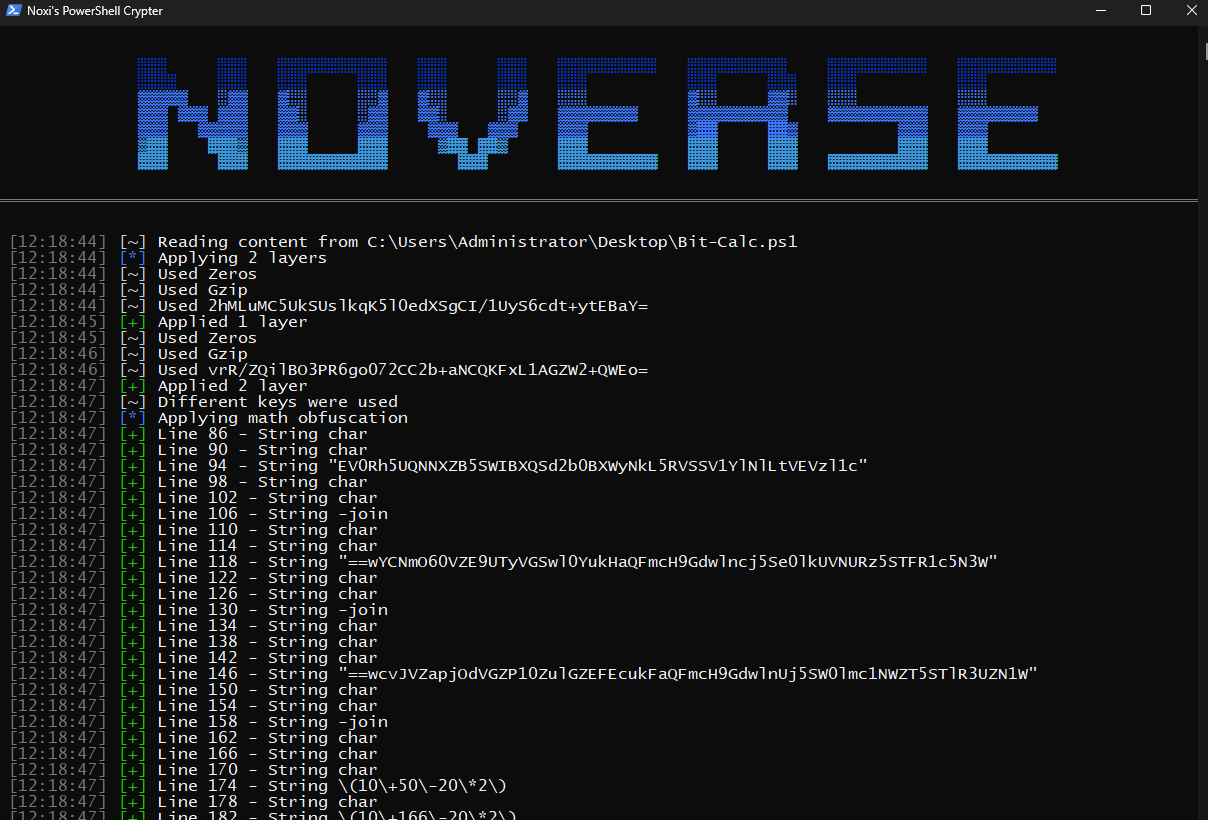 Noxi's PowerShell Crypter
NOVERSE
[12:18:44] [~] Reading content from C:\Users\Administrator\Desktop\Bit-Calc.ps1
[12:18:44] [*] Applying 2 layers
[12:18:44] [~] Used Zeros
[12:18:44] [~] Used Gzip
[12:18:44] [~] Used 2hMLuMC5UkSUslkqK5l0edXSgCI/1UyS6cdt+ytEBaY=
[12:18:45] [+] Applied 1 layer
[12:18:45] [~] Used Zeros
[12:18:46] [~] Used Gzip
[12:18:46] [~] Used vrR/ZQilBO3PR6go072CC2b+aNCQKFxL1AGZW2+QWEo=
[12:18:47] [+] Applied 2 layer
[12:18:47] [~] Different keys were used
[12:18:47] [*] Applying math obfuscation
[12:18:47] [+] Line 86 - String char
[12:18:47] [+] Line 90 - String char
[12:18:47] [+] Line 94 - String "EV0Rh5UQNNXZB5SWIBXQSd2b0BXWyNkL5RVSSV1YlNlLtVEVzl1c"
[12:18:47] [+] Line 98 - String char
[12:18:47] [+] Line 102 - String char
[12:18:47] [+] Line 106 - String -join
[12:18:47] [+] Line 110 - String char
[12:18:47] [+] Line 114 - String char
[12:18:47] [+] Line 118 - String "==wYCNmO60VZE9UTyVGSwl0YukHaQFmcH9Gdwlncj5Se0lkUVNURz5STFR1c5N3W"
[12:18:47] [+] Line 122 - String char
[12:18:47] [+] Line 126 - String char
[12:18:47] [+] Line 130 - String -join
[12:18:47] [+] Line 134 - String char
[12:18:47] [+] Line 138 - String char
[12:18:47] [+] Line 142 - String char
[12:18:47] [+] Line 146 - String "==wcvJVZapjOdVGZP10ZulGZEFEcukFaQFmcH9GdwlnUj5SW0lmc1NWZT5STlR3UZN1W"
[12:18:47] [+] Line 150 - String char
[12:18:47] [+] Line 154 - String char
[12:18:47] [+] Line 158 - String -join
[12:18:47] [+] Line 162 - String char
[12:18:47] [+] Line 166 - String char
[12:18:47] [+] Line 170 - String char
[12:18:47] [+] Line 174 - String \(10\+50\-20\*2\)
[12:18:47] [+] Line 178 - String char
[12:18:47] [+] Line 182 - String \(10\+166\-20\*2\)